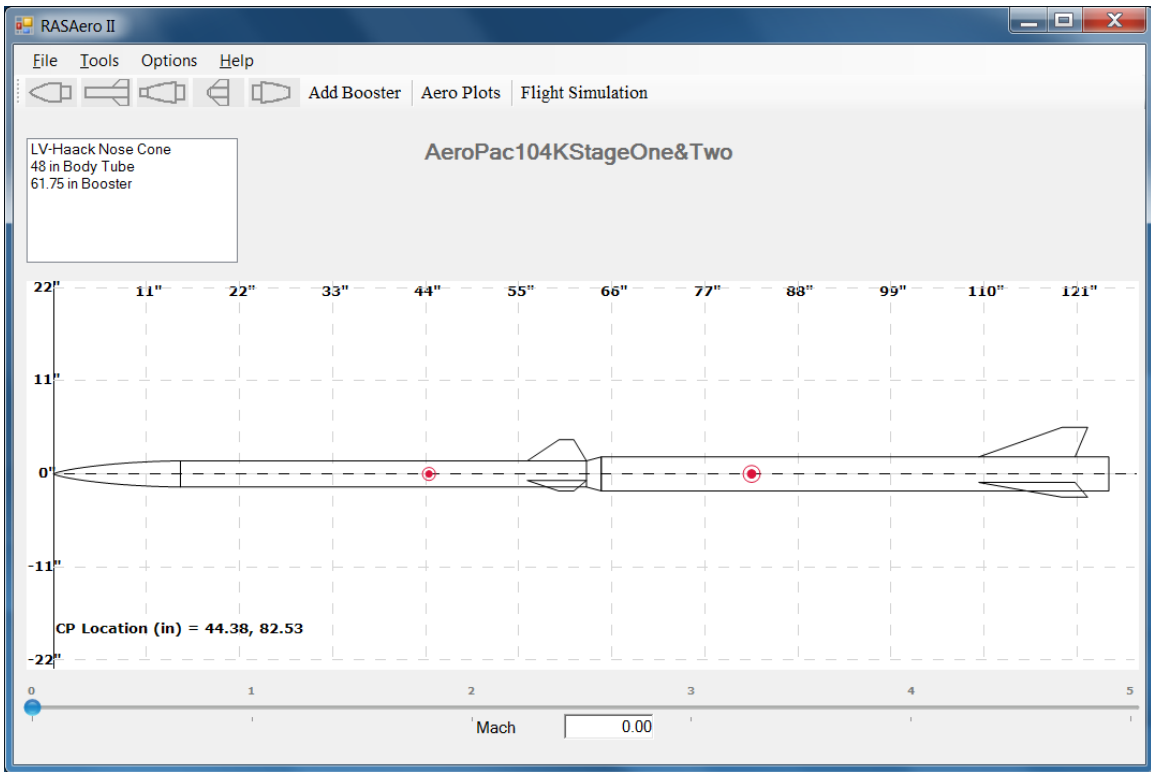 RASAero II
File Tools Options Help
Add Booster Aero Plots Flight Simulation
LV-Haack Nose Cone
48 in Body Tube
61.75 in Booster
AeroPac104KStageOne&Two
22" 11" 22" 33" 44" 55" 66" 77" 88" 99" 110" 121"
11"
0"
-11"
CP Location (in) = 44.38, 82.53
-22"
0 1 2 3 4 5
Mach 0.00